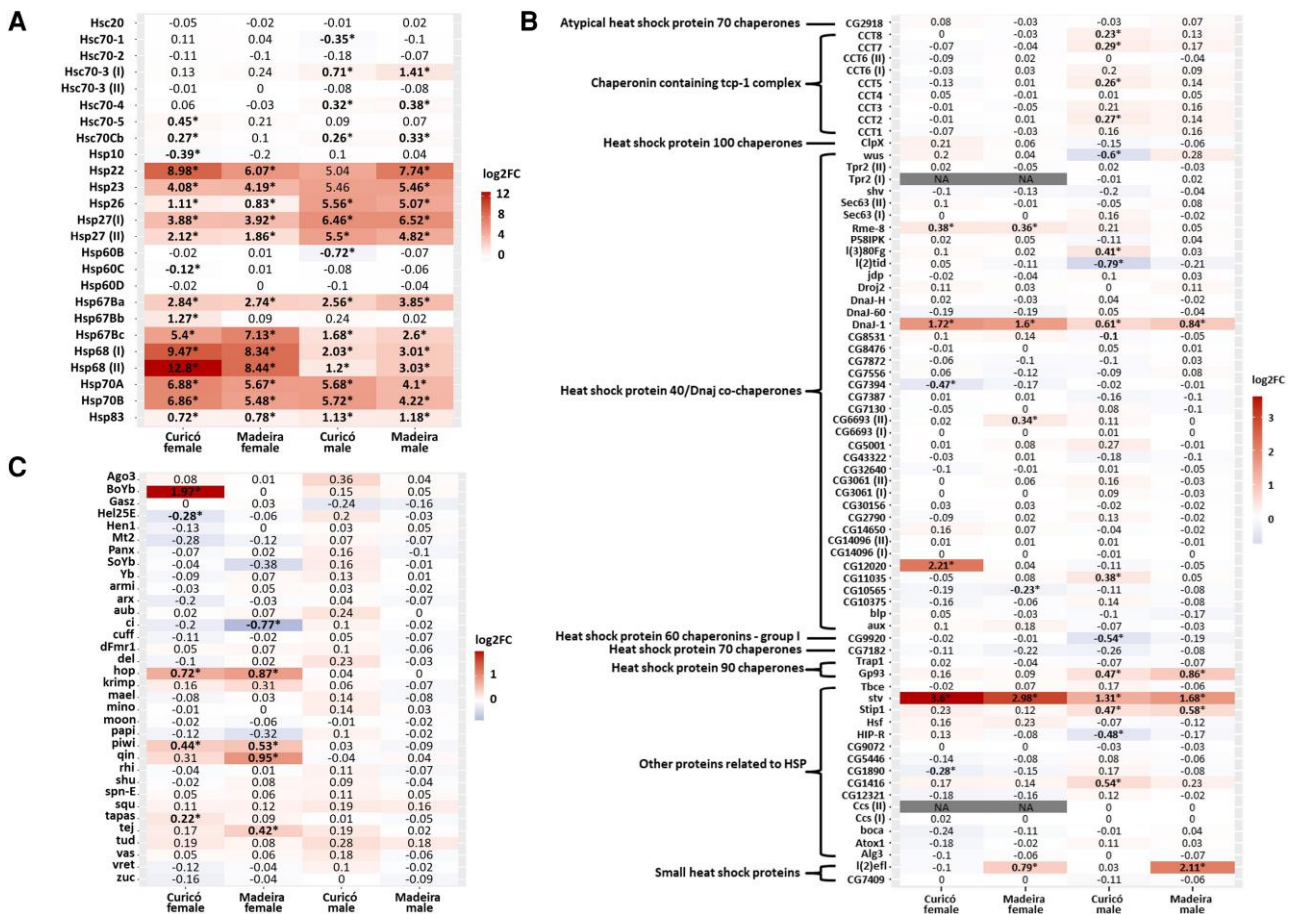 A
Hsc20 -0.05 -0.02 -0.01 0.02
Hsc70-1 0.11 0.04 -0.35* -0.1
Hsc70-2 -0.11 -0.1 -0.18 -0.07
Hsc70-3 (I) 0.13 0.24 0.71* 1.41*
Hsc70-3 (II) -0.01 0 -0.08 -0.08
Hsc70-4 0.06 -0.03 0.32* 0.38*
Hsc70-5 0.45* 0.21 0.09 0.07
Hsc70Cb 0.27* 0.1 0.26* 0.33*
Hsp10 -0.39* -0.2 0.1 0.04
Hsp22 8.98* 6.07* 5.04 7.74*
Hsp23 4.08* 4.19* 5.46 5.46*
Hsp26 1.11* 0.83* 5.56* 5.07*
Hsp27(I) 3.88* 3.92* 6.46* 6.52*
Hsp27 (II) 2.12* 1.86* 5.5* 4.82*
Hsp60B -0.02 0.01 -0.72* -0.07
Hsp60C -0.12* 0.01 -0.08 -0.06
Hsp60D -0.02 0 -0.1 -0.04
Hsp67Ba 2.84* 2.74* 2.56* 3.85*
Hsp67Bb 1.27* 0.09 0.24 0.02
Hsp67Bc 5.4* 7.13* 1.68* 2.6*
Hsp68 (I) 9.47* 8.34* 2.03* 3.01*
Hsp68 (II) 12.8* 8.44* 1.2* 3.03*
Hsp70A 6.88* 5.67* 5.68* 4.1*
Hsp70B 6.86* 5.48* 5.72* 4.22*
Hsp83 0.72* 0.78* 1.13* 1.18*
Curicó Madeira Curicó Madeira
female female male male
log2FC
12
8
4
0
B
Atypical heat shock protein 70 chaperones
Chaperonin containing tcp-1 complex
Heat shock protein 100 chaperones
Heat shock protein 40/Dnaj co-chaperones
Heat shock protein 60 chaperonins - group I
Heat shock protein 70 chaperones
Heat shock protein 90 chaperones
Other proteins related to HSP
Small heat shock proteins
CG2918 0.08 -0.03 -0.03 0.07
CCT8 0 -0.03 0.23* 0.13
CCT7 -0.07 -0.04 0.29* 0.17
CCT6 (II) -0.09 0.02 0 -0.04
CCT6 (I) -0.03 0.03 0.2 0.09
CCT5 -0.13 0.01 0.26* 0.14
CCT4 0.05 -0.01 0.01 0.05
CCT3 -0.01 -0.05 0.21 0.16
CCT2 -0.01 0.01 0.27* 0.14
CCT1 -0.07 -0.03 0.16 0.16
ClpX 0.21 0.06 -0.15 -0.06
wus 0.2 0.04 -0.6* 0.28
Tpr2 (II) 0.02 -0.05 0.02 -0.03
Tpr2 (I) NA NA -0.01 0.02
shv -0.1 -0.13 -0.2 -0.04
Sec63 (II) 0.1 -0.01 -0.05 0.08
Sec63 (I) 0 0 0.16 -0.02
Rme-8 0.38* 0.36* 0.21 0.05
P58IPK 0.02 0.05 -0.11 0.04
l(3)80Fg 0.1 0.02 0.41* 0.03
l(2)tid 0.05 -0.11 -0.79* -0.21
jdp -0.02 -0.04 0.1 0.03
Droj2 0.11 0.03 0 0.11
DnaJ-H 0.02 -0.03 0.04 -0.02
DnaJ-60 -0.19 -0.19 0.05 -0.04
DnaJ-1 1.72* 1.6* 0.61* 0.84*
CG8531 0.1 0.14 -0.1 -0.05
CG8476 -0.01 0 0.05 0.01
CG7872 -0.06 -0.1 -0.03 0.01
CG7556 0.06 -0.12 -0.09 0.08
CG7394 -0.47* -0.17 -0.02 -0.01
CG7387 0.01 0.01 -0.16 -0.1
CG7130 -0.05 0 0.08 -0.1
CG6693 (II) 0.02 0.34* 0.11 0
CG6693 (I) 0 0 0.01 0
CG5001 0.01 0.08 0.27 -0.01
CG43322 0.03 -0.01 -0.18 -0.1
CG32640 -0.1 -0.01 0.01 -0.05
CG3061 (II) 0 0.06 0.16 -0.03
CG3061 (I) 0 0 0.09 -0.03
CG30156 0.03 0.03 -0.02 -0.02
CG2790 -0.09 0.02 0.13 -0.02
CG14650 0.16 0.07 -0.04 -0.02
CG14096 (II) 0.01 0.01 0.01 -0.01
CG14096 (I) 0 0 -0.01 0
CG12020 2.21* 0.04 0 0
CG11035 -0.05 0.08 0.38* 0.05
CG10565 -0.19 -0.23* -0.11 -0.08
CG10375 -0.16 -0.06 0.14 -0.08
blp 0.05 -0.03 -0.1 -0.17
aux 0.1 0.18 -0.07 -0.03
CG9920 -0.02 -0.01 -0.54* -0.19
CG7182 -0.11 -0.22 -0.26 -0.08
Trap1 0.02 -0.04 -0.07 -0.07
Gp93 0.16 0.09 0.47* 0.86*
Tbce -0.02 0.07 0.17 -0.06
stv 3.6* 2.98* 1.31* 1.68*
Stip1 0.23 0.12 0.47* 0.58*
Hsf 0.16 0.23 -0.07 -0.12
HIP-R 0.13 -0.08 -0.48* -0.17
CG9072 0 0 -0.03 -0.03
CG5446 -0.14 -0.08 0.08 -0.06
CG1890 -0.28* -0.15 0.17 -0.08
CG1416 0.17 0.14 0.54* 0.23
CG12321 -0.18 -0.16 0.12 -0.02
Ccs (II) NA NA 0 0
Ccs (I) 0.02 0 0 0
boca -0.24 -0.11 -0.01 0.04
Atox1 -0.18 -0.02 0.11 0.03
Alg3 -0.1 -0.06 0 -0.07
l(2)efl -0.1 0.79* 0.03 2.11*
CG7409 0 0 -0.11 -0.06
Curicó Madeira Curicó Madeira
female female male male
log2FC
3
2
1
0
C
Ago3 0.08 0.01 0.36 0.04
BoYb 1.97* 0 0.15 0.05
Gasz 0 0.03 -0.24 -0.16
Hel25E -0.28* -0.06 0.2 -0.03
Hen1 -0.13 0 0.03 0.05
Mt2 -0.28 -0.12 0.07 -0.07
Panx -0.07 0.02 0.16 -0.1
SoYb -0.04 -0.38 0.16 -0.01
Yb -0.09 0.07 0.13 0.01
armi -0.03 0.05 0.03 -0.02
arx -0.2 -0.03 0.04 -0.07
aub 0.02 0.07 0.24 0
ci -0.2 -0.77* 0.1 -0.02
cuff -0.11 -0.02 0.05 -0.07
dFmr1 0.05 0.07 0.1 -0.06
del -0.1 0.02 0.23 -0.03
hop 0.72* 0.87* 0.04 0
krimp 0.16 0.31 0.06 -0.07
mael -0.08 0.03 0.14 -0.08
mino -0.01 0 0.14 0.03
moon -0.02 -0.06 -0.01 -0.02
papi -0.12 -0.32 -0.02 -0.02
piwi 0.44* 0.53* 0.03 -0.09
qin 0.31 0.95* -0.04 0.04
rhi -0.04 0.01 0.11 -0.07
shu -0.02 0.08 0.09 -0.04
spn-E 0.05 0.06 0.11 0.05
squ 0.11 0.12 0.19 0.16
tapas 0.22* 0.09 0.01 -0.05
tej 0.17 0.42* 0.19 0.02
tud 0.19 0.08 0.28 0.18
vas 0.05 0.06 0.18 -0.06
vret -0.12 -0.04 0.1 -0.02
zuc -0.16 -0.04 0 -0.09
Curicó Madeira Curicó Madeira
female female male male
log2FC
1
0